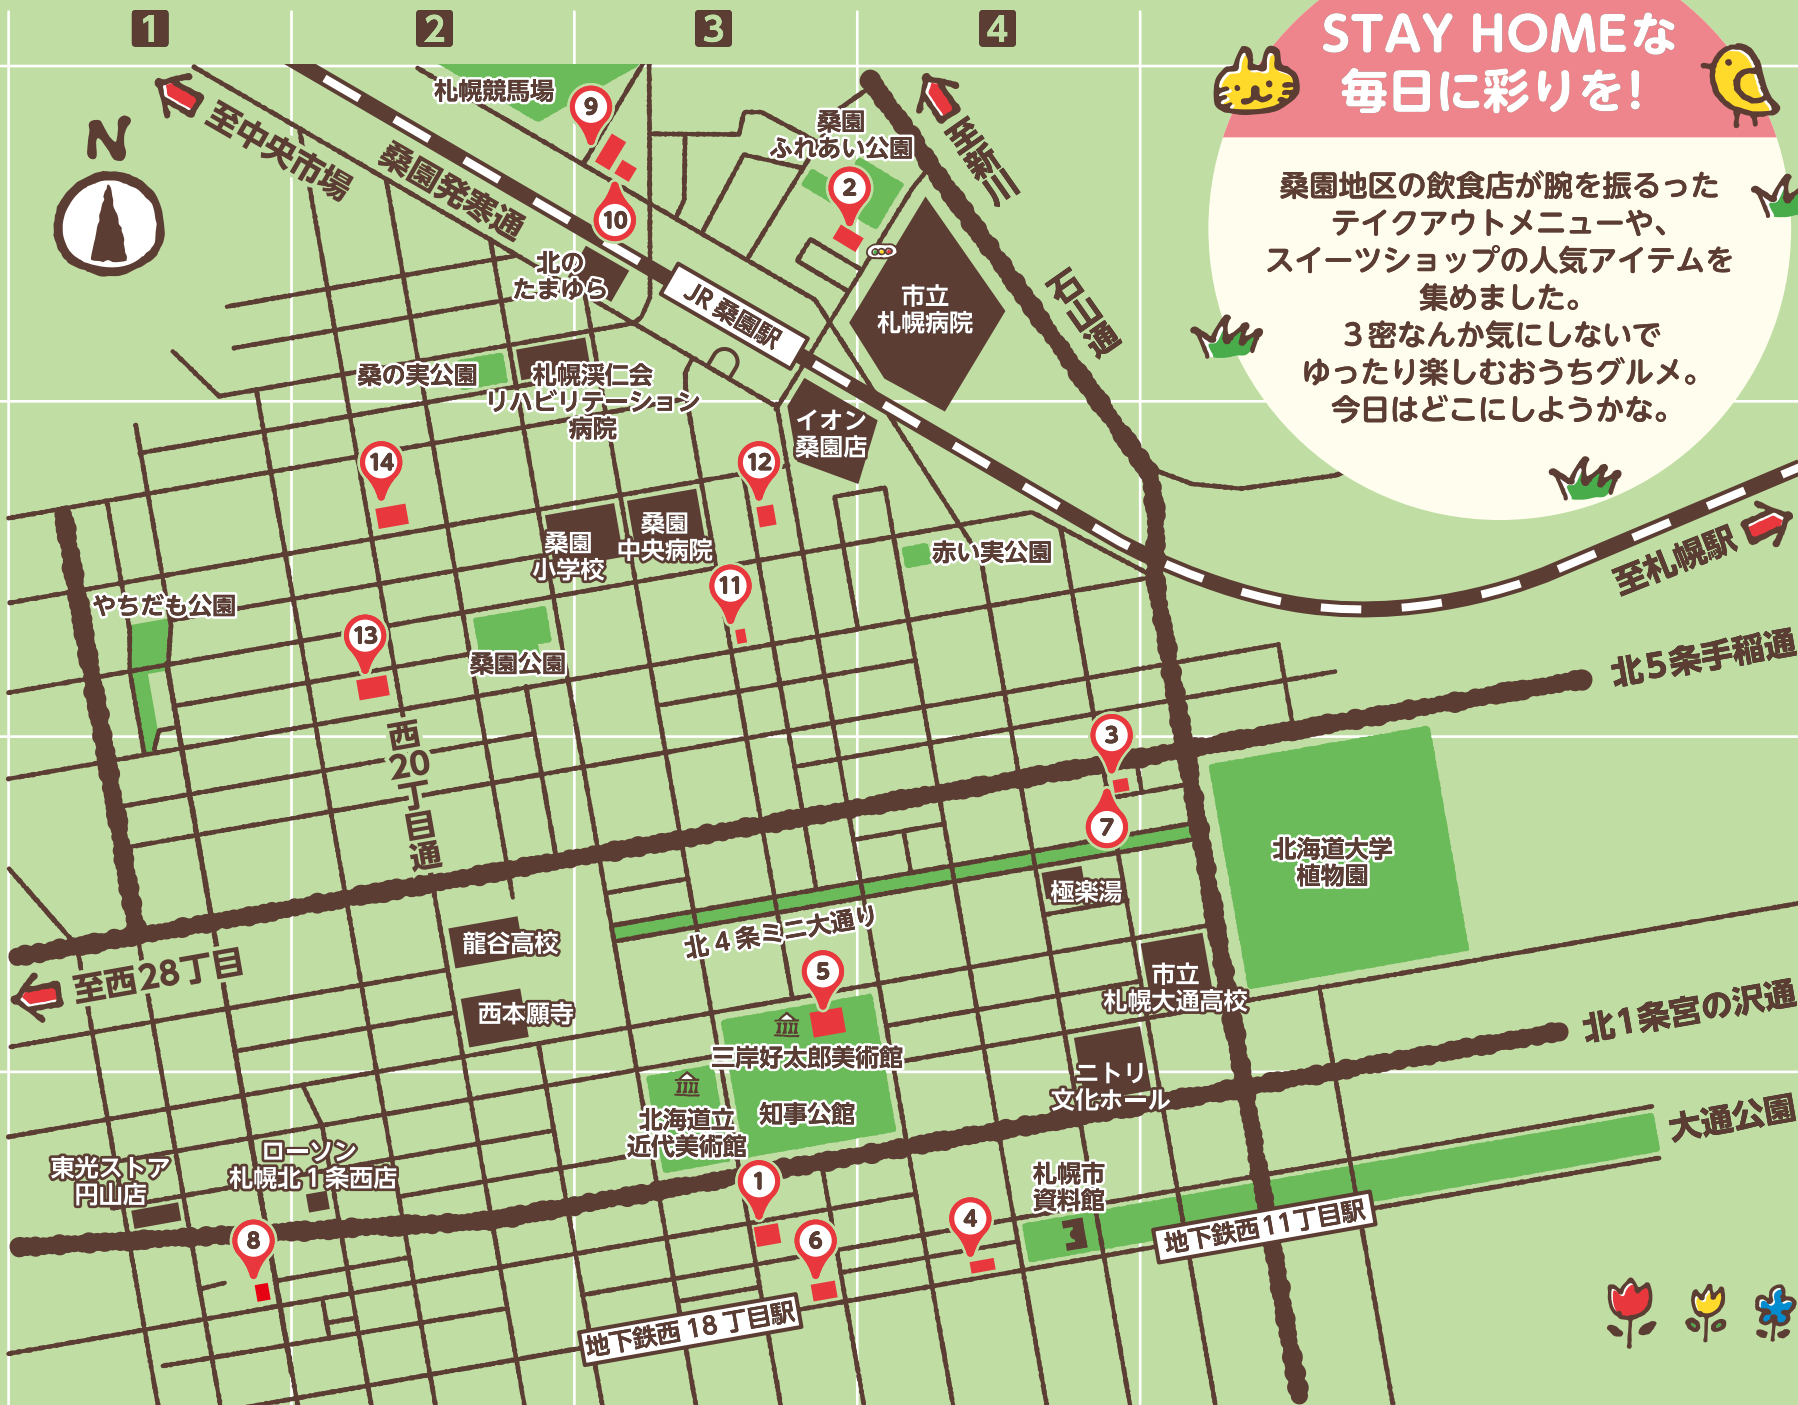 1
2
3
4
STAY HOMEな
毎日に彩りを!
桑園地区の飲食店が腕を振るった
テイクアウトメニューや、
スイーツショップの人気アイテムを
集めました。
３密なんか気にしないで
ゆったり楽しむおうちグルメ。
今日はどこにしようかな。
N
至中央市場
桑園発寒通
札幌競馬場
9
10
桑園
ふれあい公園
2
至新川
石山通
北の
たまゆら
JR 桑園駅
市立
札幌病院
桑の実公園
札幌渓仁会
リハビリテーション
病院
イオン
桑園店
14
12
桑園
小学校
桑園
中央病院
赤い実公園
至札幌駅
やちだも公園
13
11
桑園公園
北5条手稲通
西20丁目通
3
7
北海道大学
植物園
極楽湯
龍谷高校
北4条ミニ大通り
至西28丁目
西本願寺
5
市立
札幌大通高校
三岸好太郎美術館
北1条宮の沢通
ニトリ
文化ホール
知事公館
北海道立
近代美術館
大通公園
東光ストア
円山店
ローソン
札幌北1条西店
札幌市
資料館
1
4
6
8
地下鉄西11丁目駅
地下鉄西18丁目駅